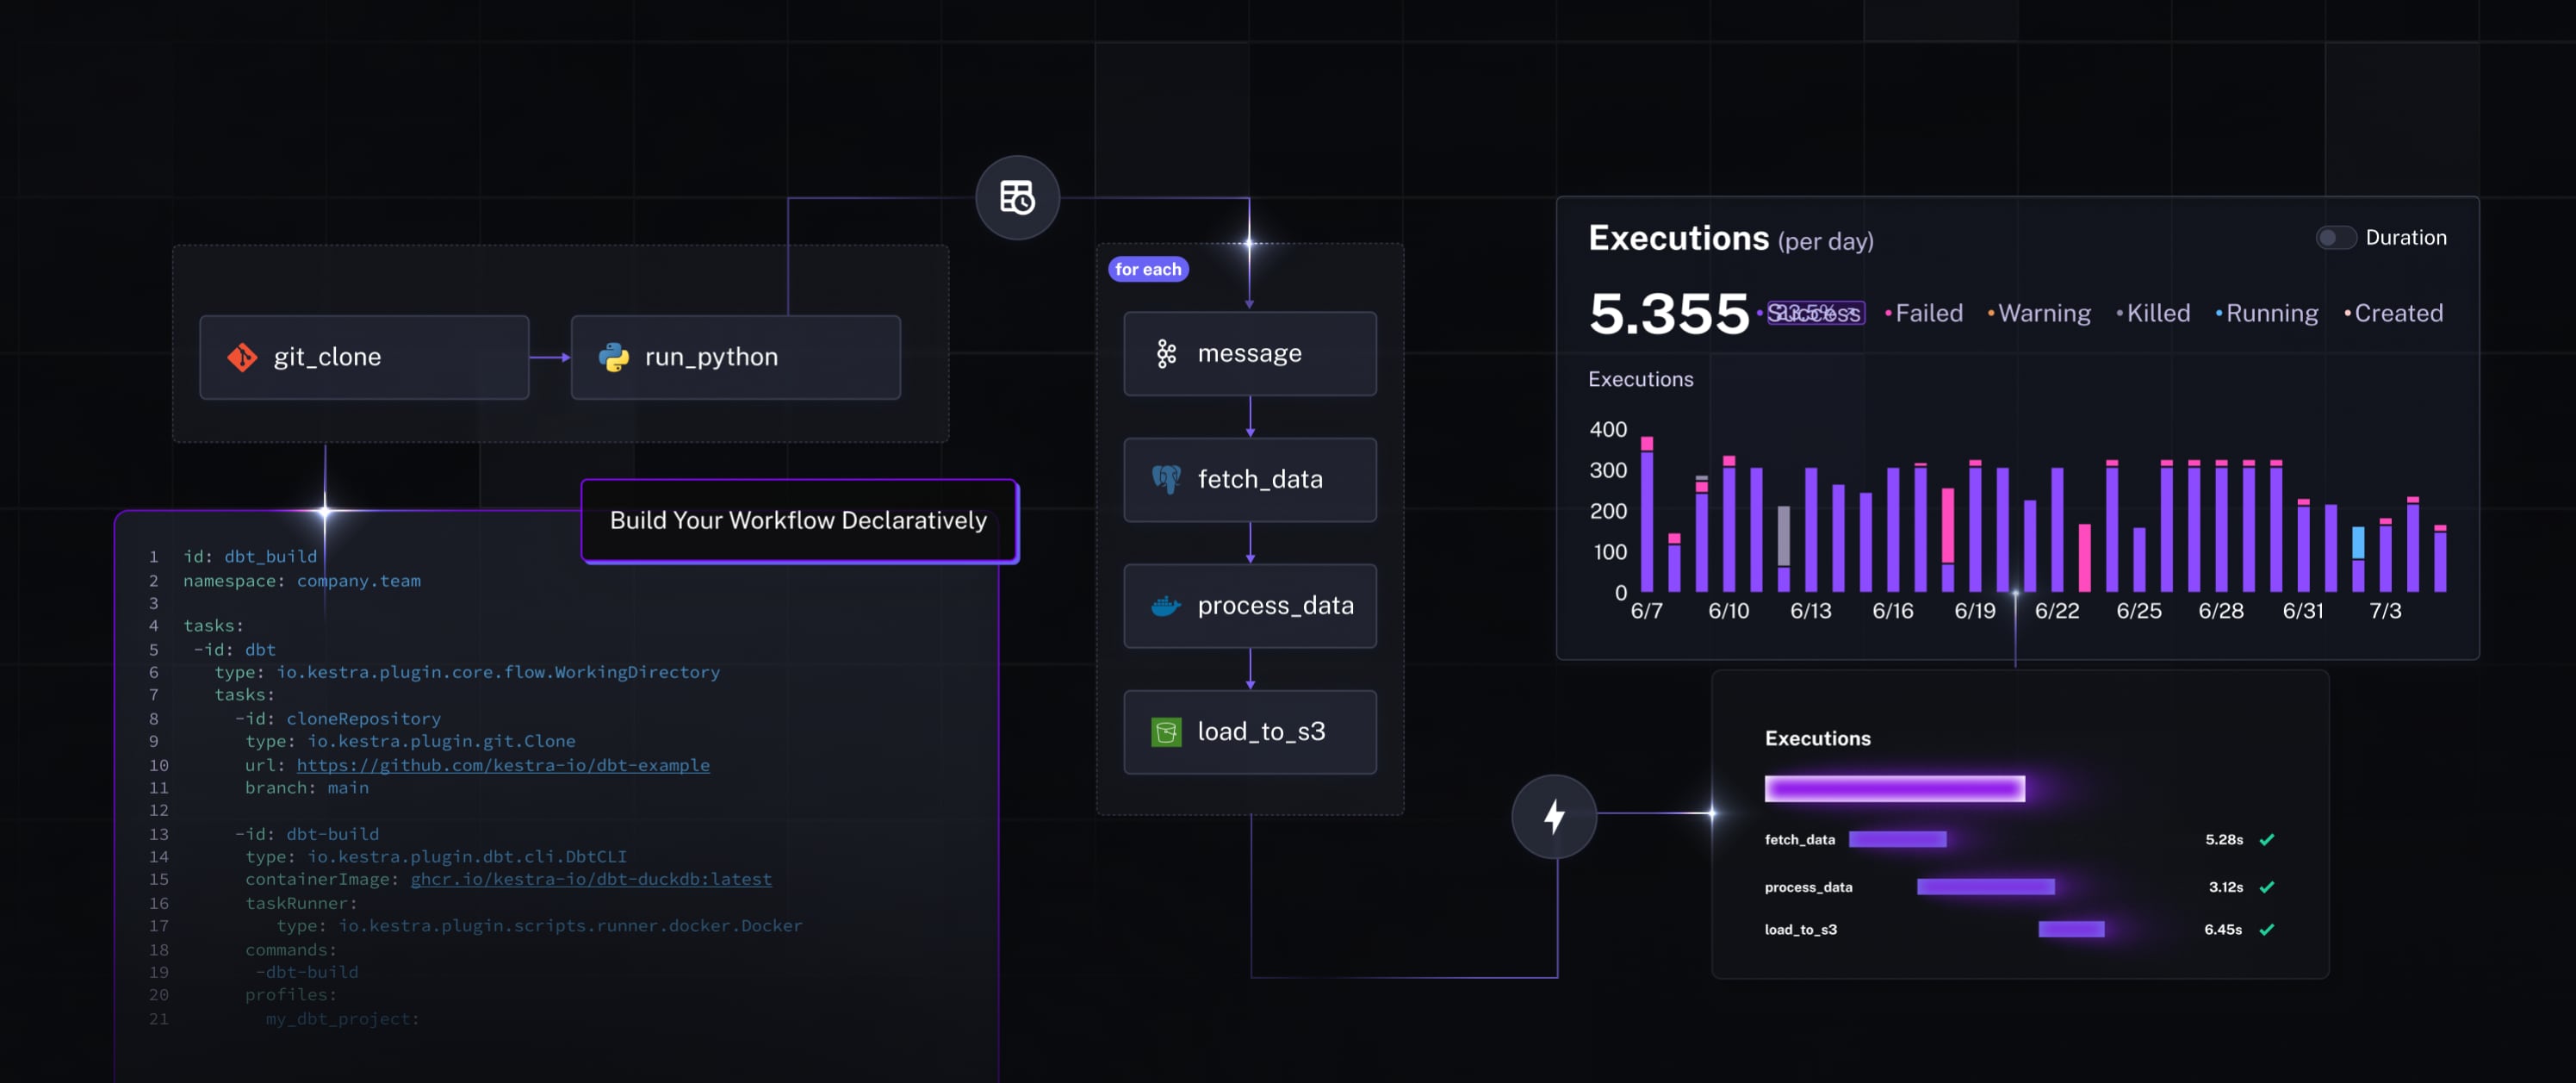 git_clone
run_python
Build Your Workflow Declaratively
1 id: dbt_build
2 namespace: company.team
3
4 tasks:
5 -id: dbt
6 type: io.kestra.plugin.core.flow.WorkingDirectory
7 tasks:
8 -id: cloneRepository
9 type: io.kestra.plugin.git.Clone
10 url: https://github.com/kestra-io/dbt-example
11 branch: main
12
13 -id: dbt-build
14 type: io.kestra.plugin.dbt.cli.DbtCLI
15 containerImage: ghcr.io/kestra-io/dbt-duckdb:latest
16 taskRunner:
17 type: io.kestra.plugin.scripts.runner.docker.Docker
18 commands:
19 -dbt-build
20 profiles:
21 my_dbt_project:
for each
message
fetch_data
process_data
load_to_s3
Executions (per day)
Duration
5.355 Success Failed Warning Killed Running Created
Executions
400
300
200
100
0
6/7 6/10 6/13 6/16 6/19 6/22 6/25 6/28 6/31 7/3
Executions
fetch_data 5.28s
process_data 3.12s
load_to_s3 6.45s